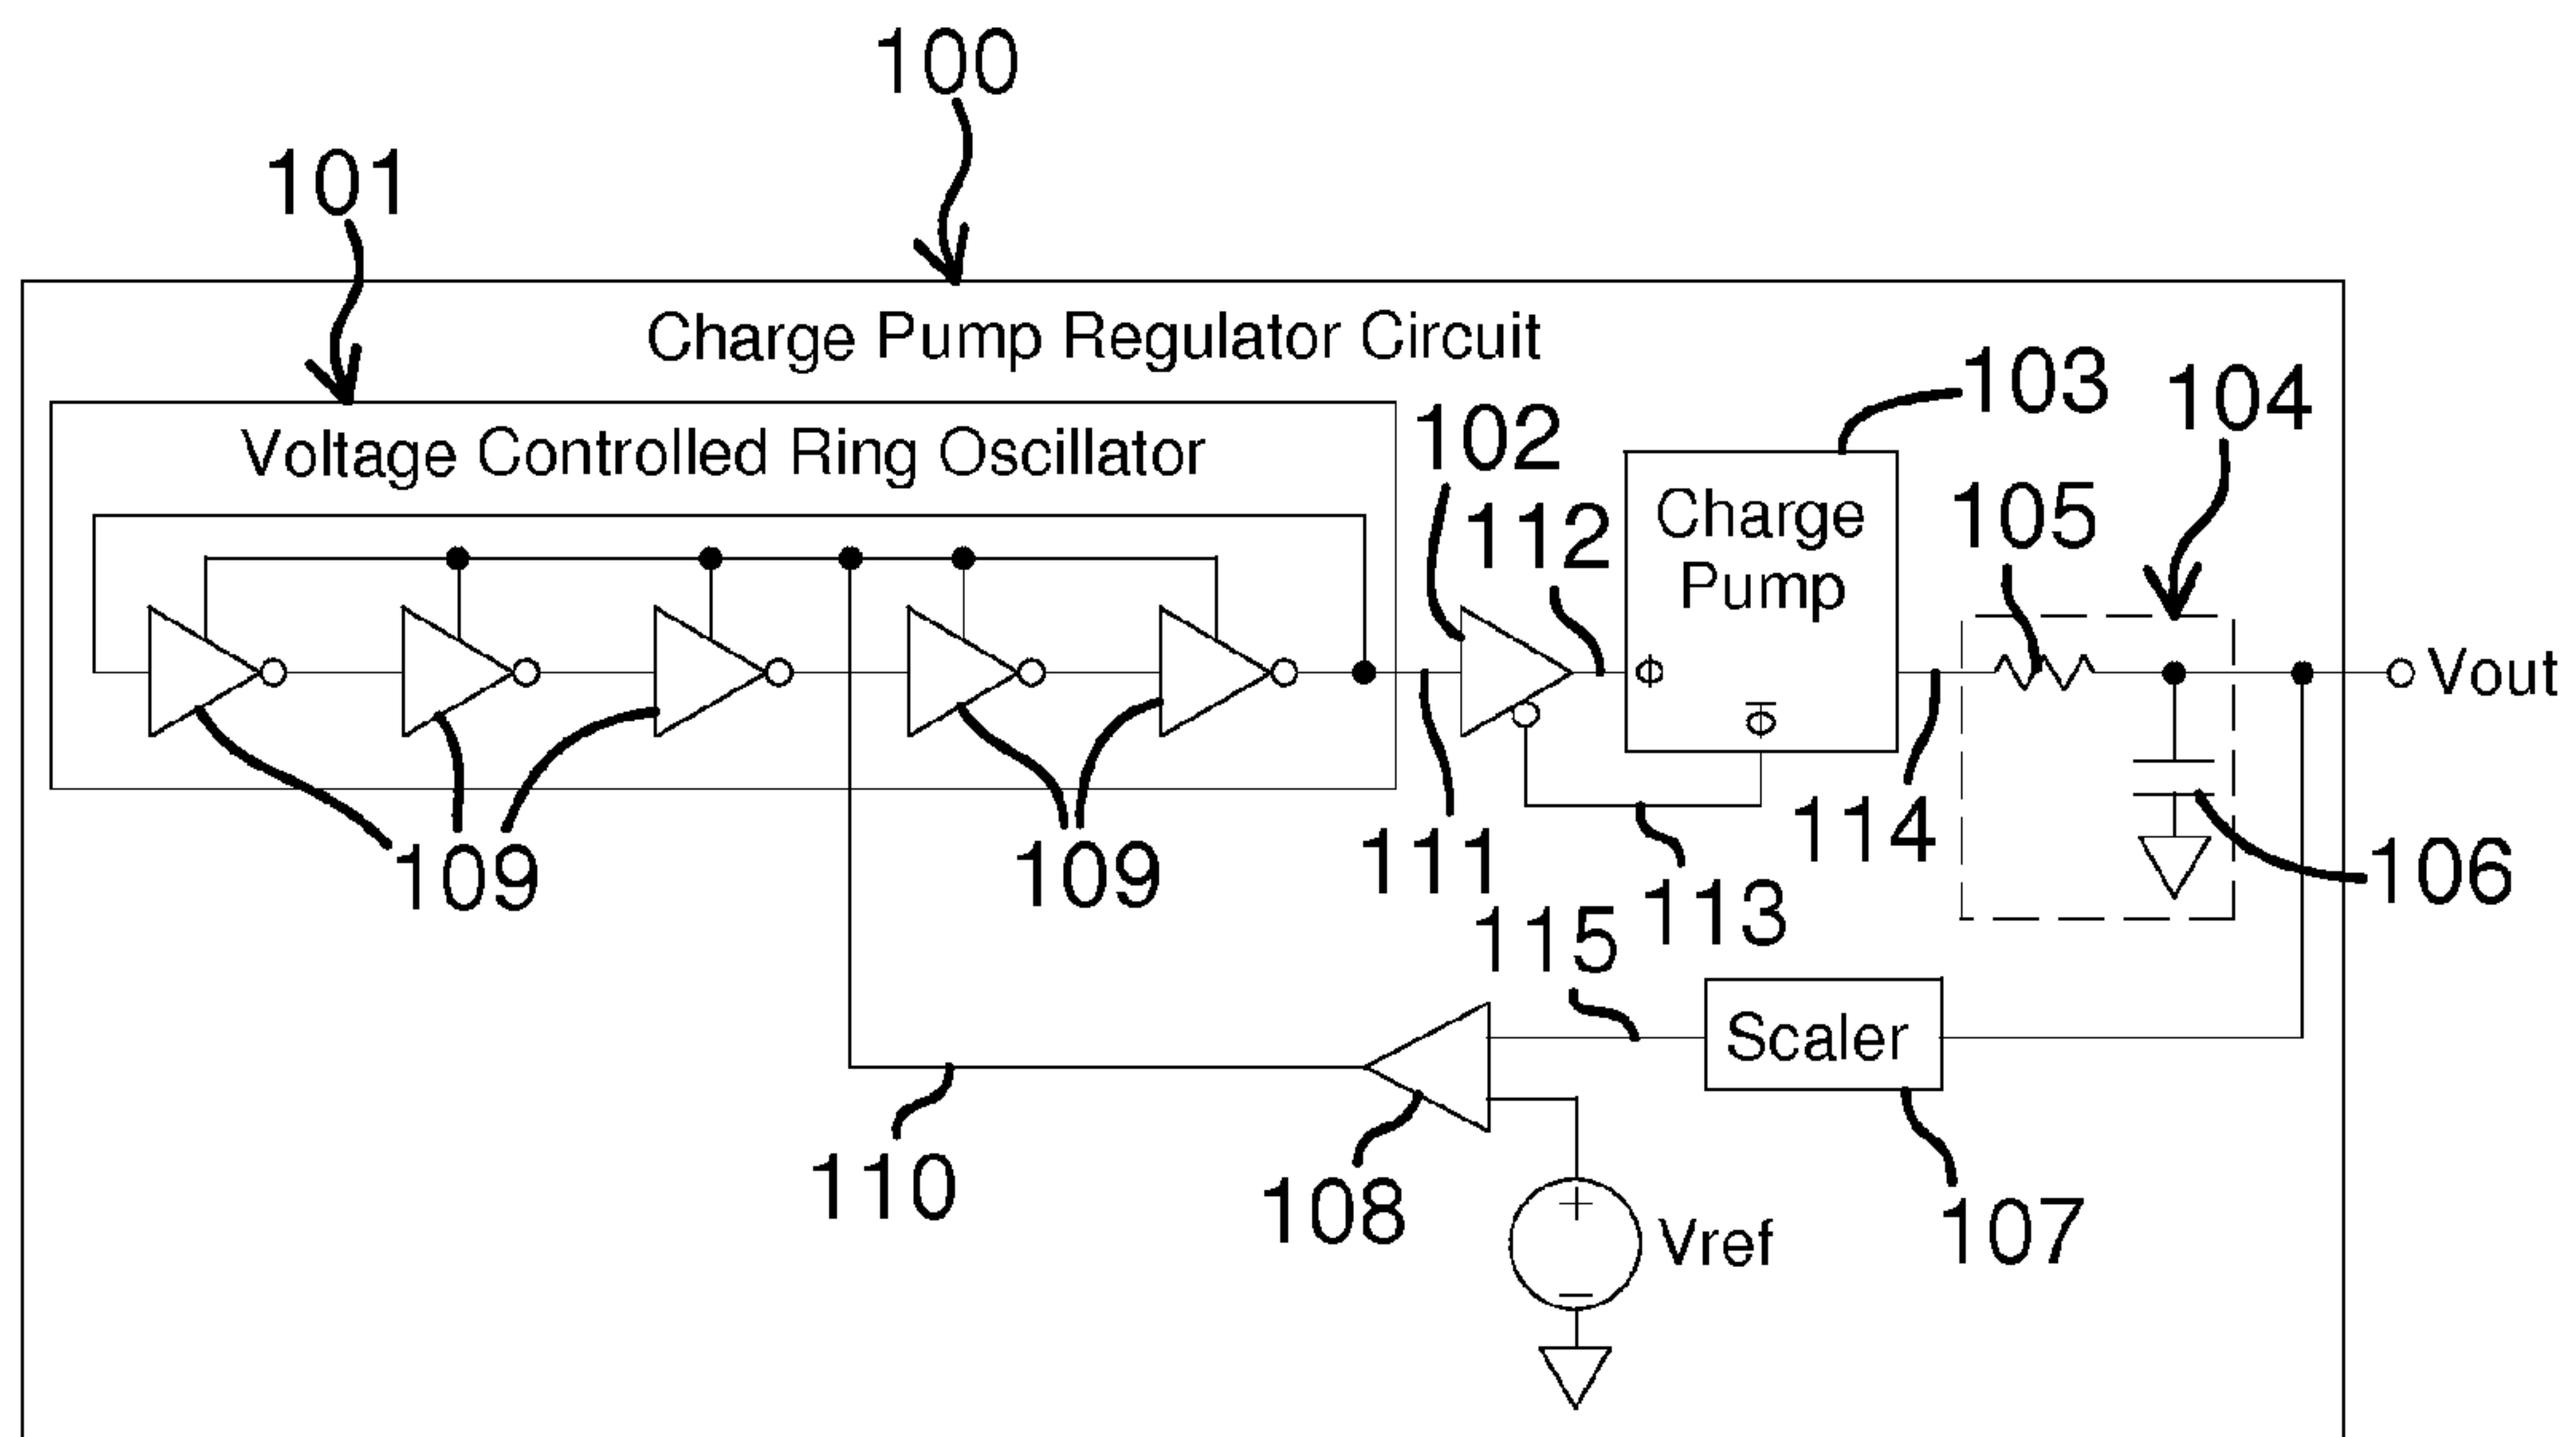 100
101
Charge Pump Regulator Circuit
103
104
102
Voltage Controlled Ring Oscillator
105
112
Charge
Pump
Φ
Φ̅
Vout
114
111
106
109
109
113
115
Scaler
110
108
107
+
Vref
−